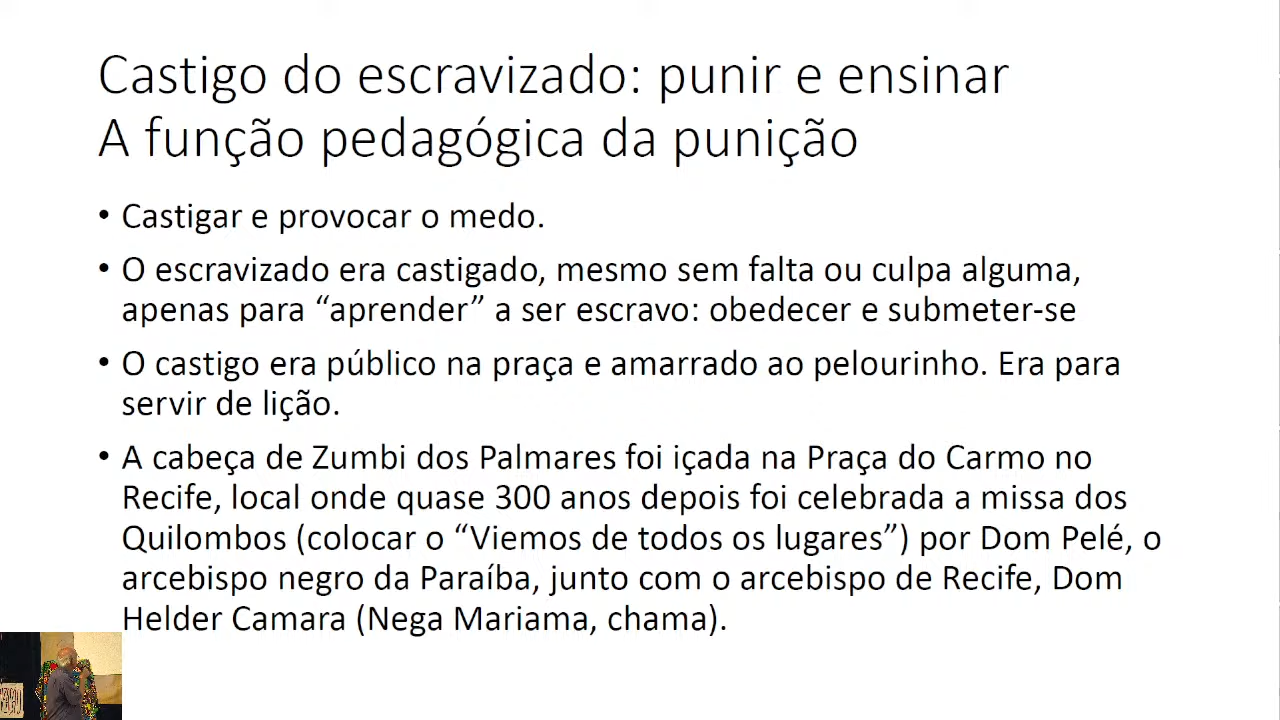 Castigo do escravizado: punir e ensinar
A função pedagógica da punição
• Castigar e provocar o medo.
• O escravizado era castigado, mesmo sem falta ou culpa alguma,
apenas para “aprender” a ser escravo: obedecer e submeter-se
• O castigo era público na praça e amarrado ao pelourinho. Era para
servir de lição.
• A cabeça de Zumbi dos Palmares foi içada na Praça do Carmo no
Recife, local onde quase 300 anos depois foi celebrada a missa dos
Quilombos (colocar o “Viemos de todos os lugares”) por Dom Pelé, o
arcebispo negro da Paraíba, junto com o arcebispo de Recife, Dom
Helder Camara (Nega Mariama, chama).